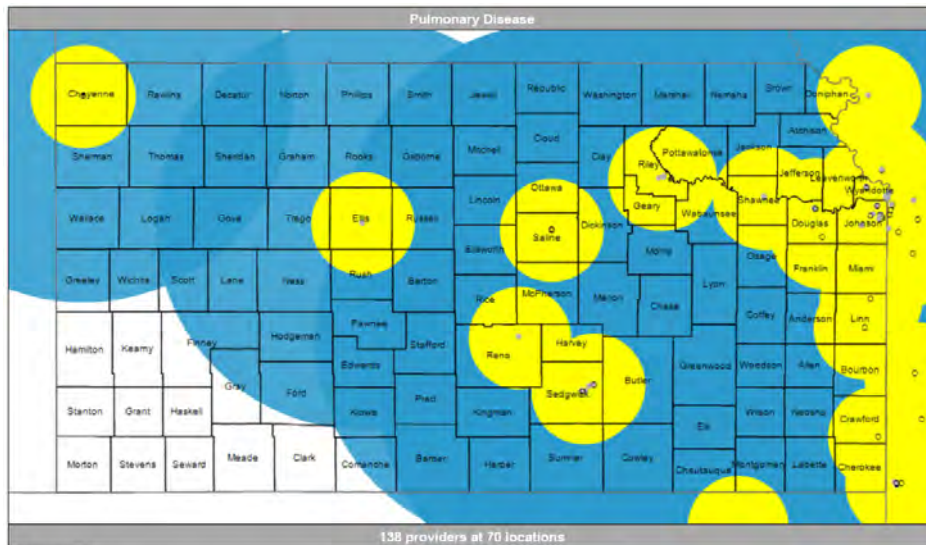 Pulmonary Disease
Cheyenne Rawlins Decatur Norton Phillips Smith Jewell Republic Washington Marshall Nemaha Brown Doniphan
Atchison
Sherman Thomas Sheridan Graham Rooks Osborne Mitchell Cloud Clay Riley Pottawatomie Jackson
Jefferson Leavenworth
Ottawa Wyandotte
Wallace Logan Gove Trego Ellis Russell Lincoln Geary Wabaunsee Shawnee
Saline Dickinson Douglas Johnson
Ellsworth Morris Osage
Greeley Wichita Scott Lane Ness Rush Barton Lyon Franklin Miami
Rice McPherson Marion Chase
Pawnee Coffey Anderson Linn
Hamilton Kearny Finney Hodgeman Stafford Reno Harvey
Edwards Butler Greenwood Woodson Allen Bourbon
Gray Ford Sedgwick
Stanton Grant Haskell Kiowa Pratt Kingman Wilson Neosho Crawford
Elk
Morton Stevens Seward Meade Clark Comanche Barber Harper Sumner Cowley Chautauqua Montgomery Labette Cherokee
138 providers at 70 locations